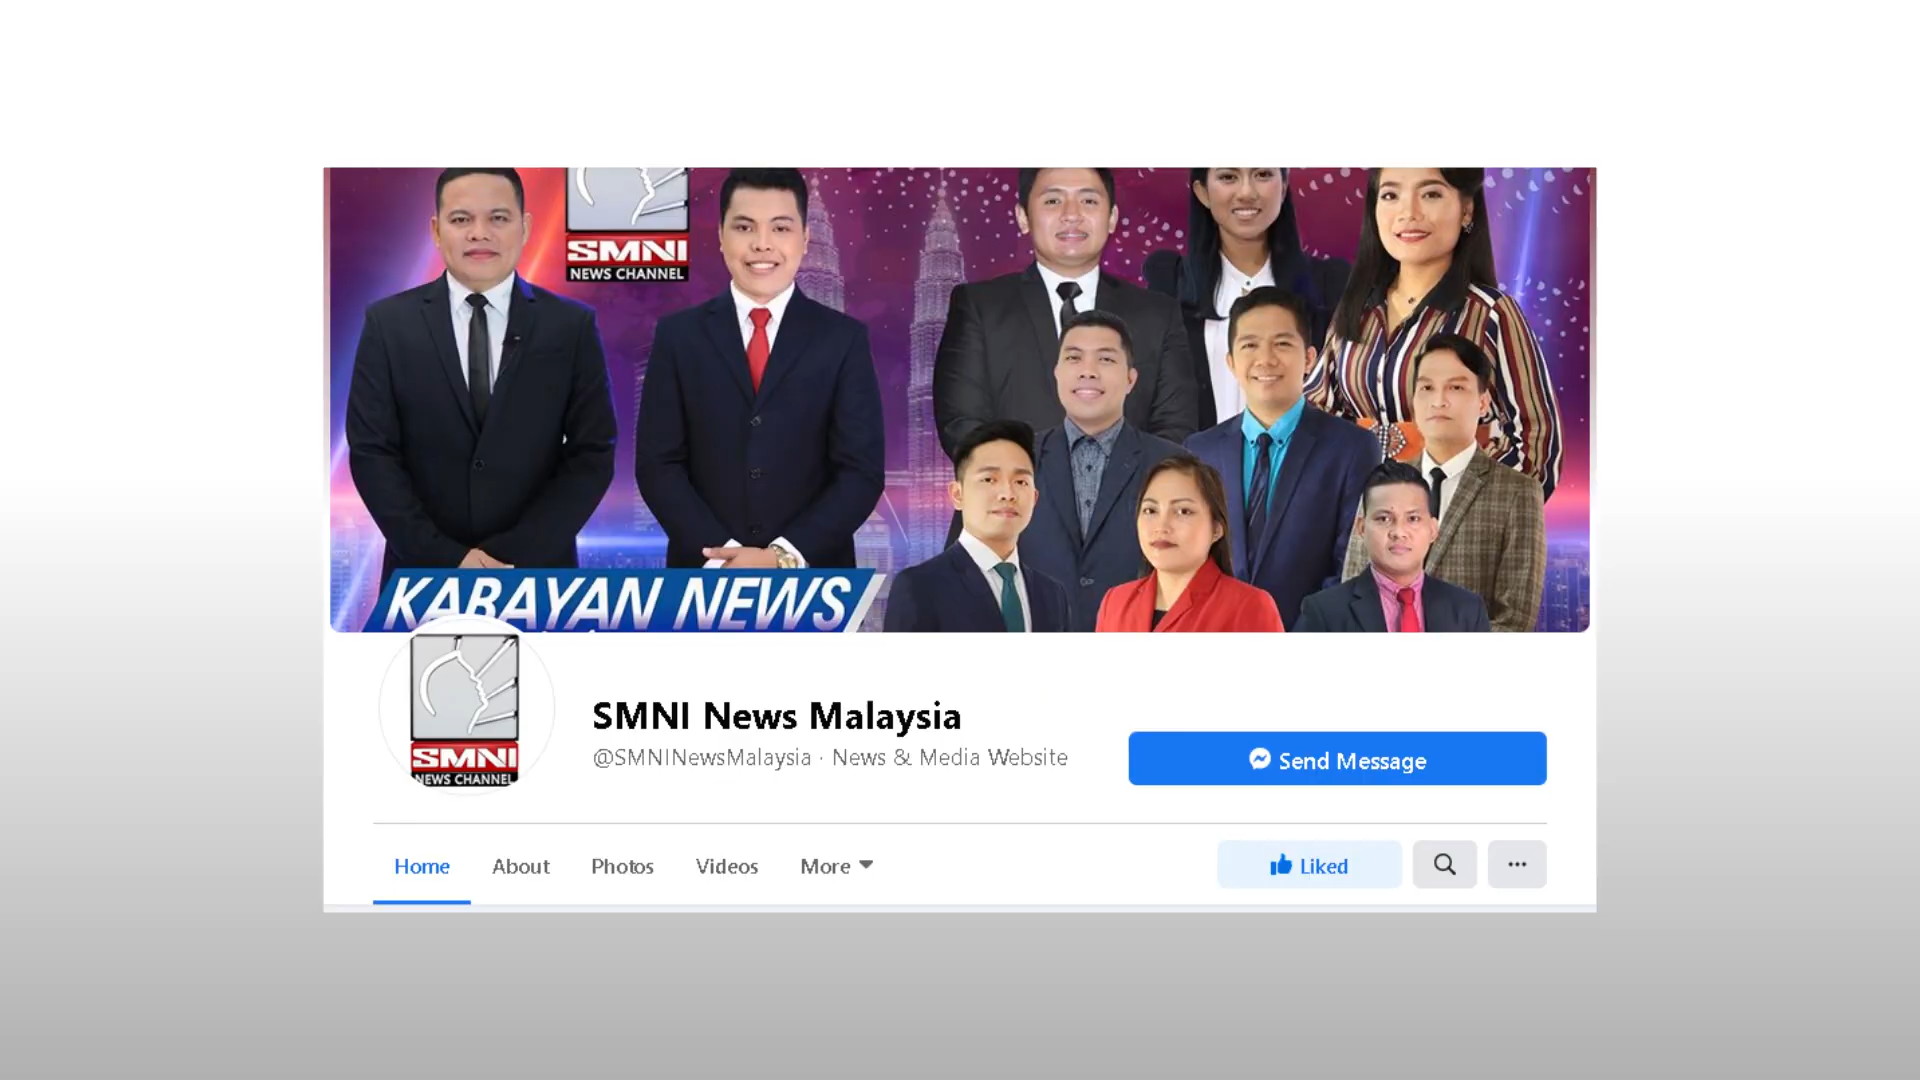 SMNI
NEWS CHANNEL
KABAYAN NEWS
SMNI
NEWS CHANNEL
SMNI News Malaysia
@SMNINewsMalaysia · News & Media Website
Send Message
Home About Photos Videos More
Liked